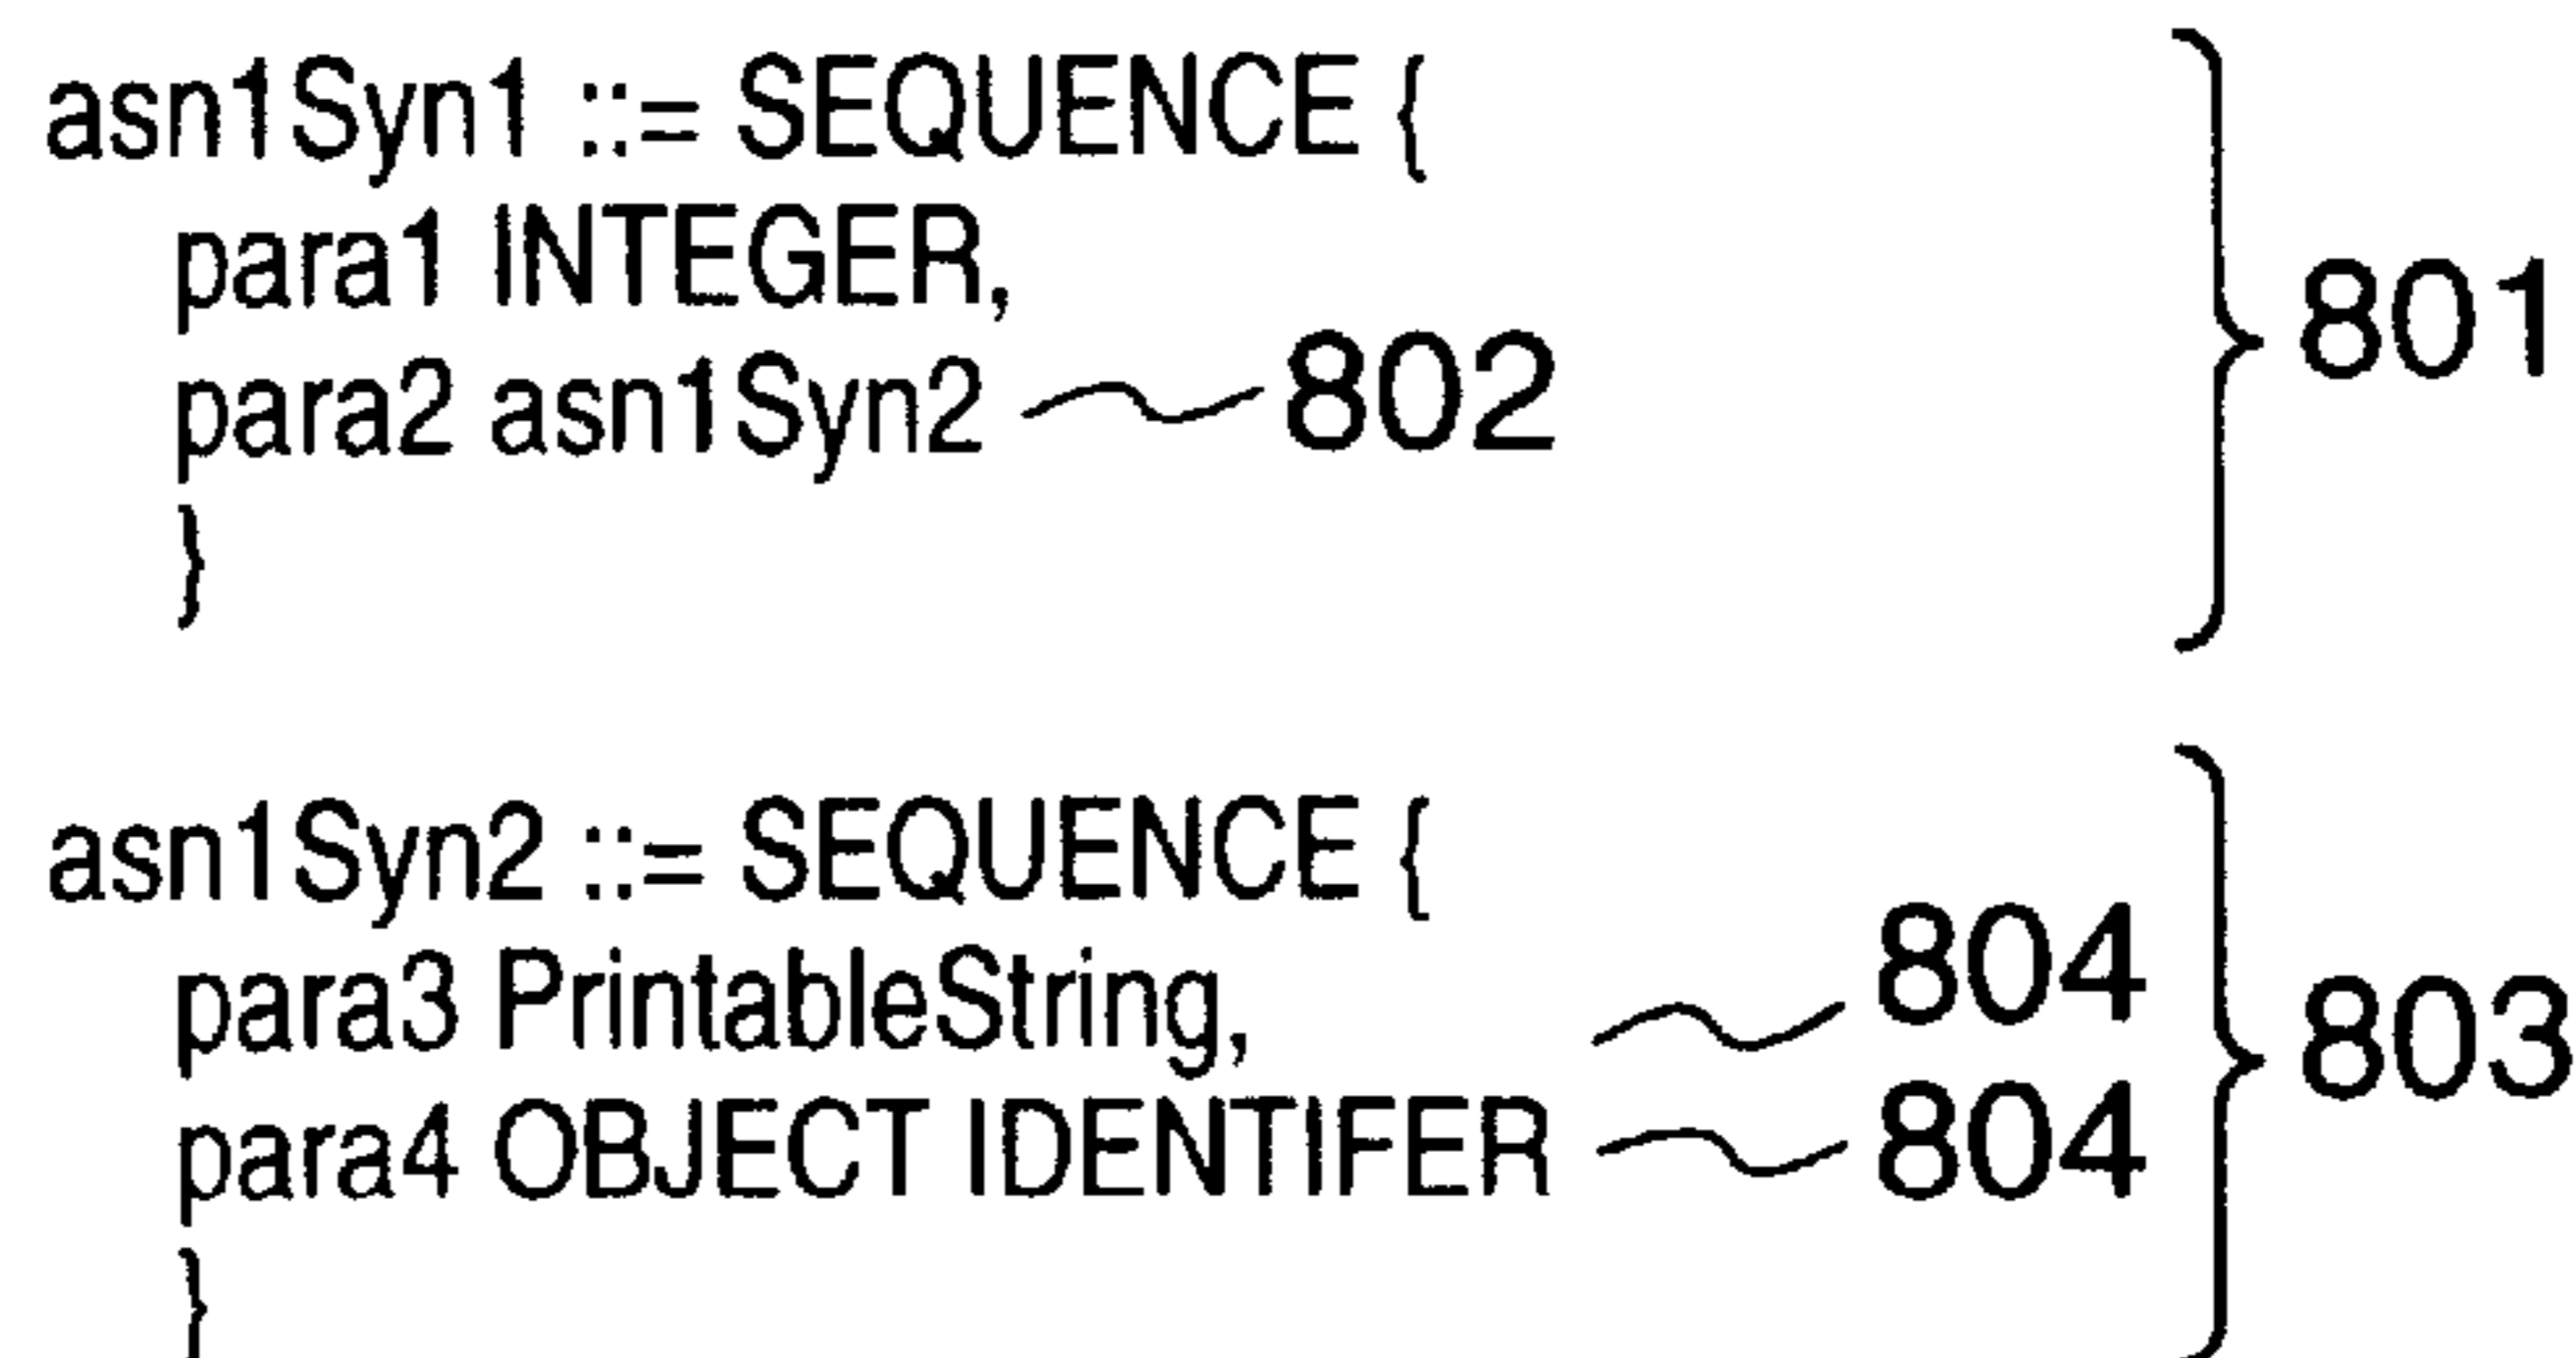 asn1Syn1 ::= SEQUENCE {
para1 INTEGER,
801
para2 asn1Syn2 802
}
asn1Syn2 ::= SEQUENCE {
para3 PrintableString, 804
803
para4 OBJECT IDENTIFER 804
}